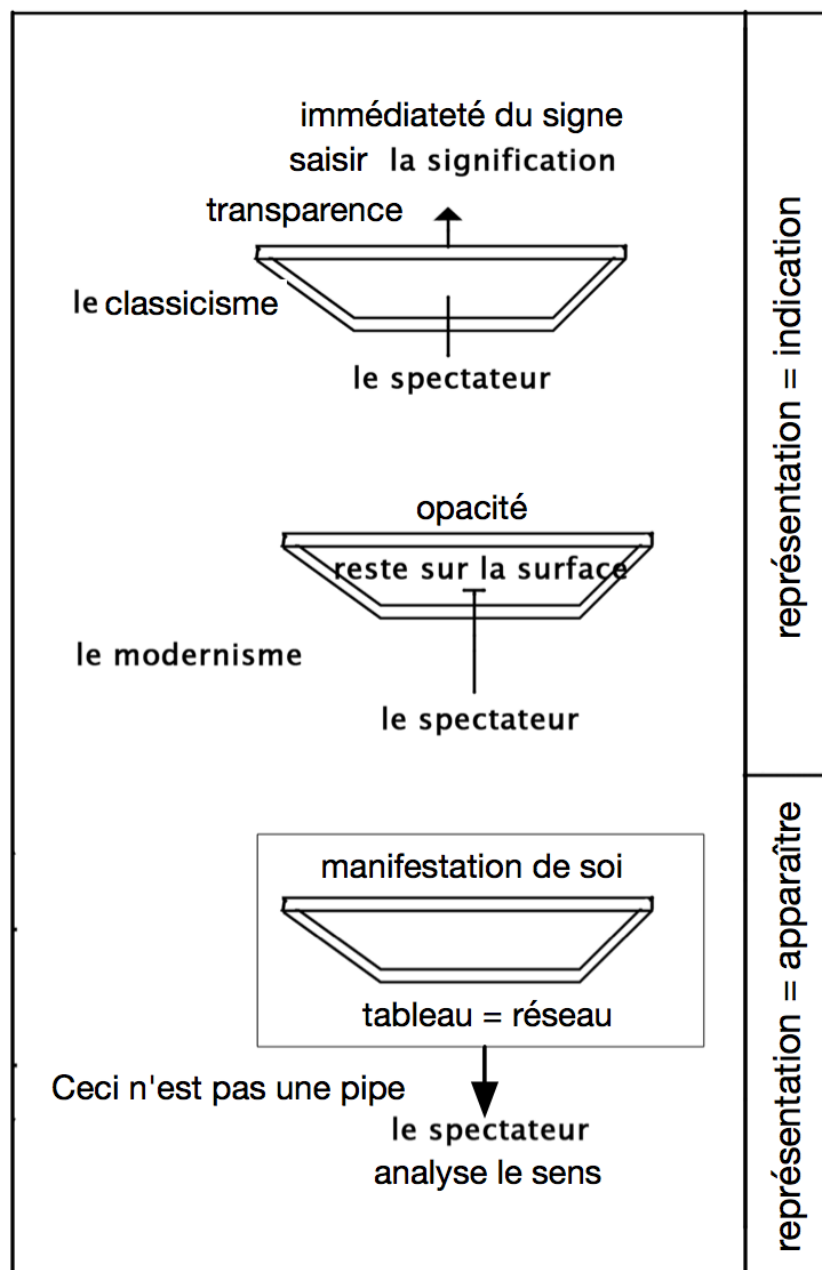 immédiateté du signe
saisir la signification
transparence
le classicisme
le spectateur
opacité
reste sur la surface
le modernisme
le spectateur
représentation = indication
manifestation de soi
tableau = réseau
Ceci n'est pas une pipe
le spectateur
analyse le sens
représentation = apparaître